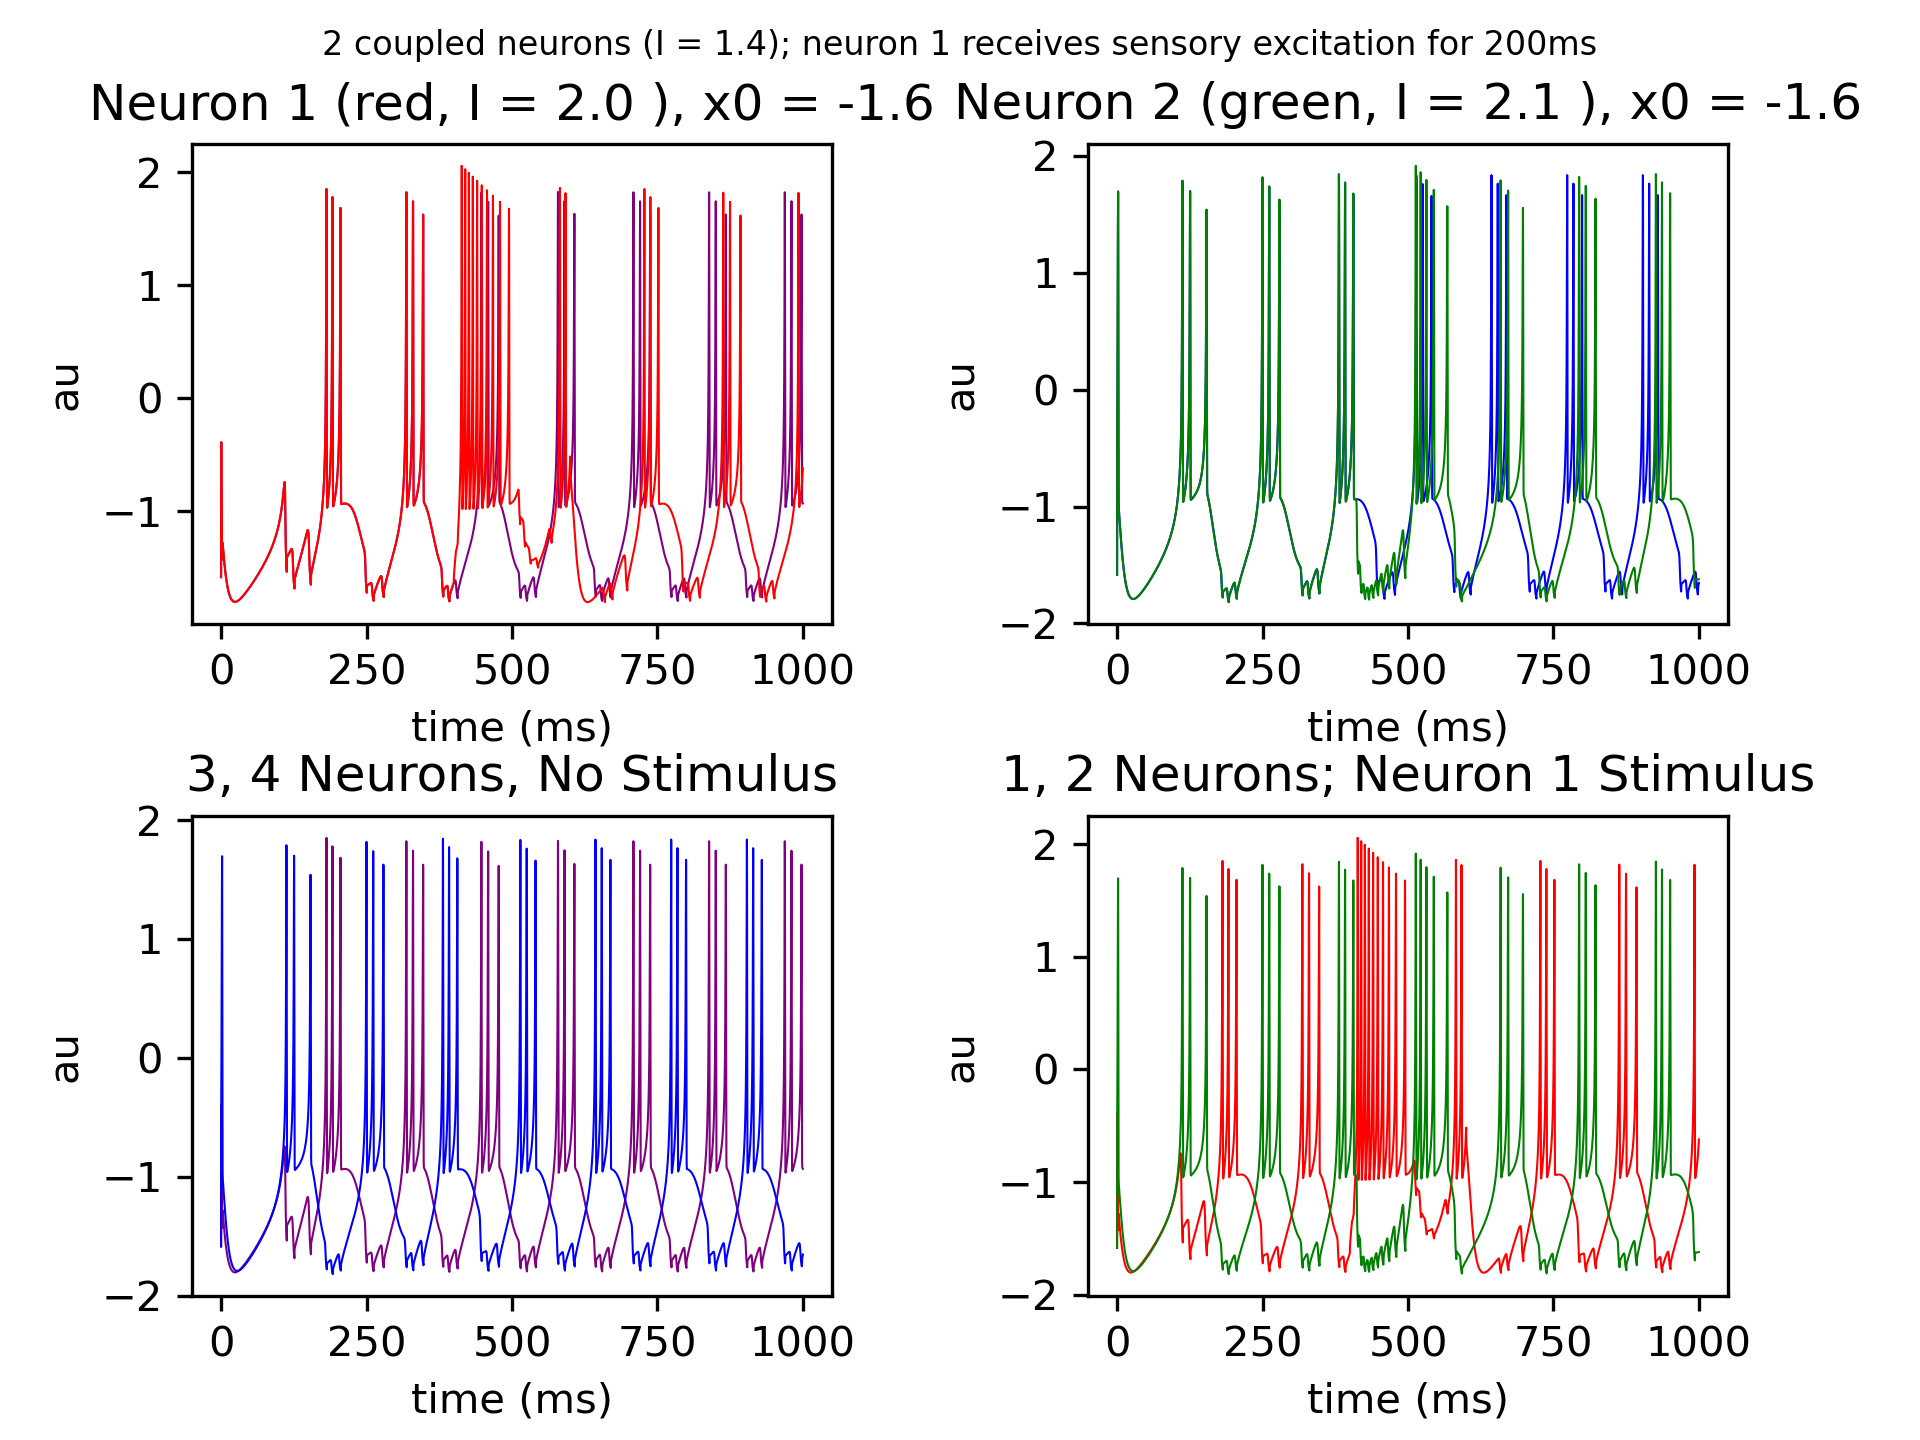 2 coupled neurons (I = 1.4); neuron 1 receives sensory excitation for 200ms
Neuron 1 (red, I = 2.0 ), x0 = -1.6
2
1
0
−1
au
0 250 500 750 1000
time (ms)
Neuron 2 (green, I = 2.1 ), x0 = -1.6
2
1
0
−1
−2
au
0 250 500 750 1000
time (ms)
3, 4 Neurons, No Stimulus
2
1
0
−1
−2
au
0 250 500 750 1000
time (ms)
1, 2 Neurons; Neuron 1 Stimulus
2
1
0
−1
−2
au
0 250 500 750 1000
time (ms)